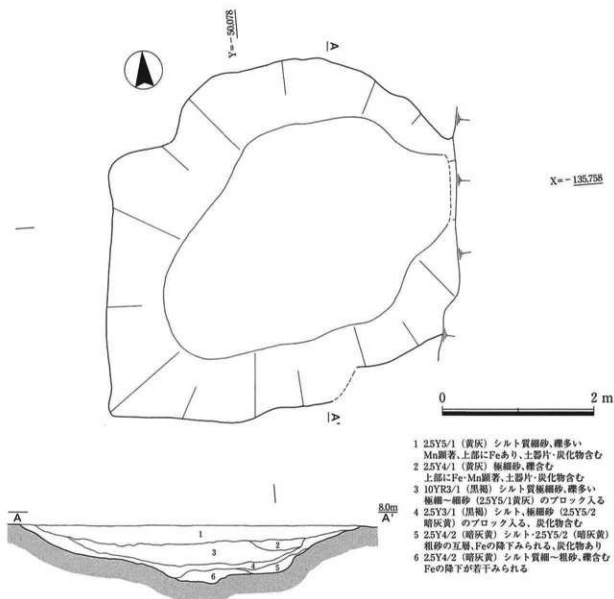 Y=-50,078
A
X=-135,758
A'
0 2 m
1 2.5Y5/1（黄灰）シルト質細砂、礫多い
Mn顕著、上部にFeあり、土器片・炭化物含む
2 2.5Y4/1（黄灰）極細砂、礫含む
上部にFe・Mn顕著、土器片・炭化物含む
3 10YR3/1（黒褐）シルト質極細砂、礫多い
極細～細砂（2.5Y5/1黄灰）のブロック入る
4 2.5Y3/1（黒褐）シルト、極細砂（2.5Y5/2
暗灰黄）のブロック入る、炭化物含む
5 2.5Y4/2（暗灰黄）シルト・2.5Y5/2（暗灰黄）
粗砂の互層、Feの降下みられる、炭化物あり
6 2.5Y4/2（暗灰黄）シルト質細～粗砂、礫含む
Feの降下が若干みられる
A
8.0m
A'
1
2
3
4
5
6